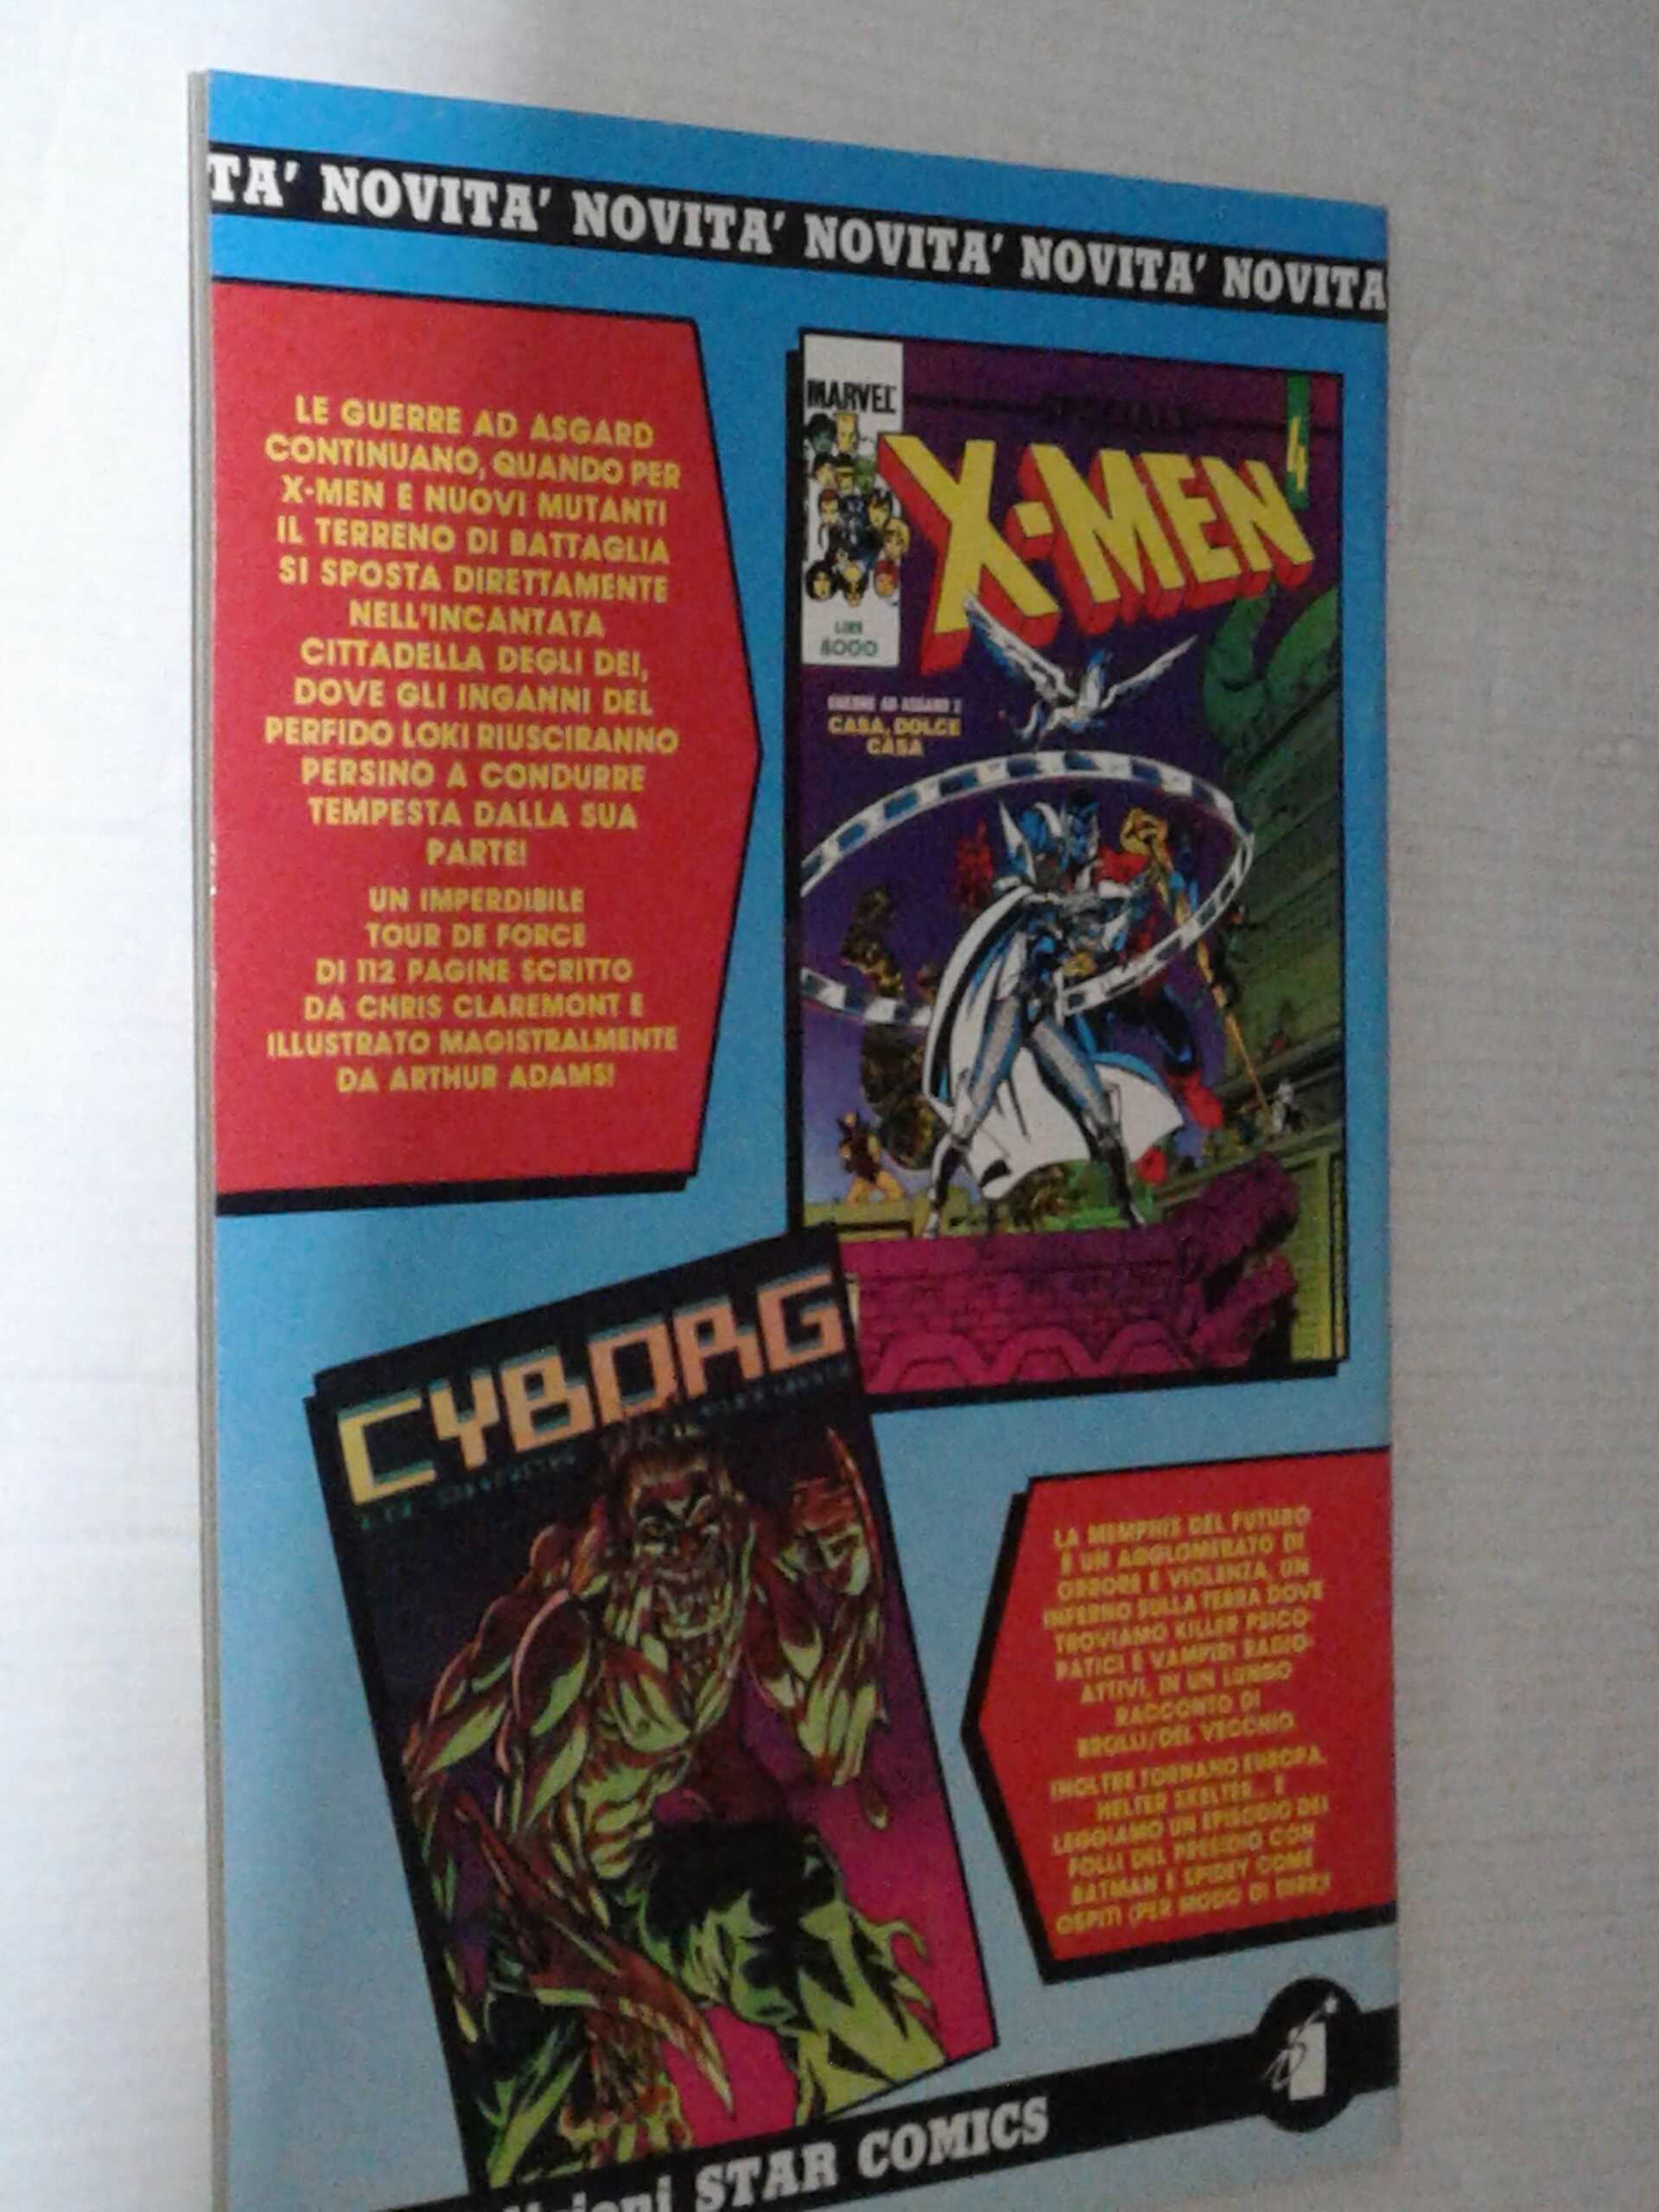 TA' NOVITA' NOVITA' NOVITA' NOVITA' NOVITA
LE GUERRE AD ASGARD
CONTINUANO, QUANDO PER
X-MEN E NUOVI MUTANTI
IL TERRENO DI BATTAGLIA
SI SPOSTA DIRETTAMENTE
NELL'INCANTATA
CITTADELLA DEGLI DEI,
DOVE GLI INGANNI DEL
PERFIDO LOKI RIUSCIRANNO
PERSINO A CONDURRE
TEMPESTA DALLA SUA
PARTE!
UN IMPERDIBILE
TOUR DE FORCE
DI 112 PAGINE SCRITTO
DA CHRIS CLAREMONT E
ILLUSTRATO MAGISTRALMENTE
DA ARTHUR ADAMS!
MARVEL
SPECIALE
4
X-MEN
LIRE
GUERRE AD ASGARD 2
CASA, DOLCE
CASA
CYBORG
LA MEMPHIS DEL FUTURO
È UN AGGLOMERATO DI
ORRORE E VIOLENZA, UN
INFERNO SULLA TERRA DOVE
TROVIAMO KILLER PSICO-
PATICI E VAMPIRI RADIO-
ATTIVI, IN UN LUNGO
RACCONTO DI
BROLLI/DEL VECCHIO.
INOLTRE TORNANO EUROPA,
HELTER SKELTER... E
LEGGIAMO UN EPISODIO DEI
FOLLI DEL PRESIDIO CON
BATMAN E SPIDEY COME
OSPITI (PER MODO DI DIRE)!
STAR COMICS